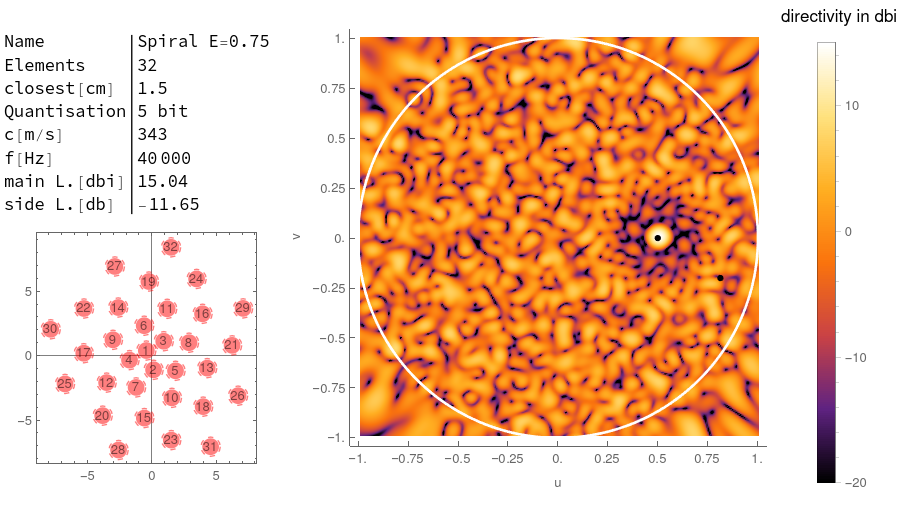 directivity in dbi
Name Spiral E=0.75
Elements 32
closest[cm] 1.5
Quantisation 5 bit
c[m/s] 343
f[Hz] 40 000
main L.[dbi] 15.04
side L.[db] -11.65
32
27
24
19
22 14 11 29
16
30 6
9 3 8 21
17 1
4
2 5 13
25 12 7
10 26
18
20 15
23
28 31
5
0
-5
-5 0 5
1.
0.75
0.5
0.25
0.
-0.25
-0.5
-0.75
-1.
v
-1. -0.75 -0.5 -0.25 0. 0.25 0.5 0.75 1.
u
10
0
-10
-20